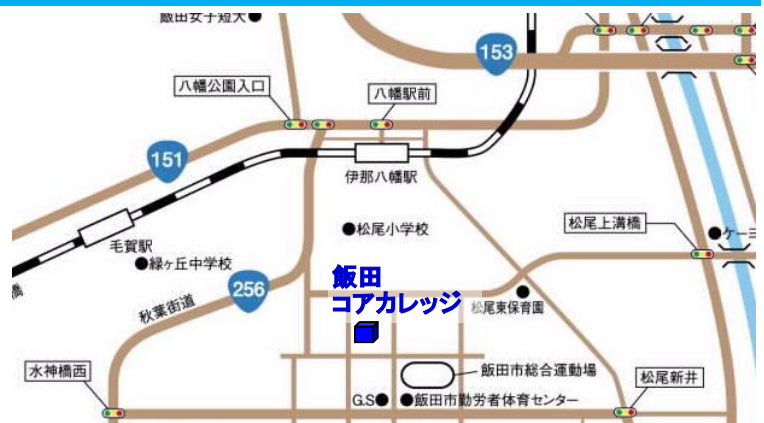 飯田女子短大
153
八幡公園入口
八幡駅前
151
伊那八幡駅
毛賀駅
松尾小学校
松尾上溝橋
ケーヨ
緑ヶ丘中学校
橋
256
秋葉街道
飯田
コアカレッジ
松尾東保育園
水神橋西
飯田市総合運動場
松尾新井
G.S
飯田市勤労者体育センター